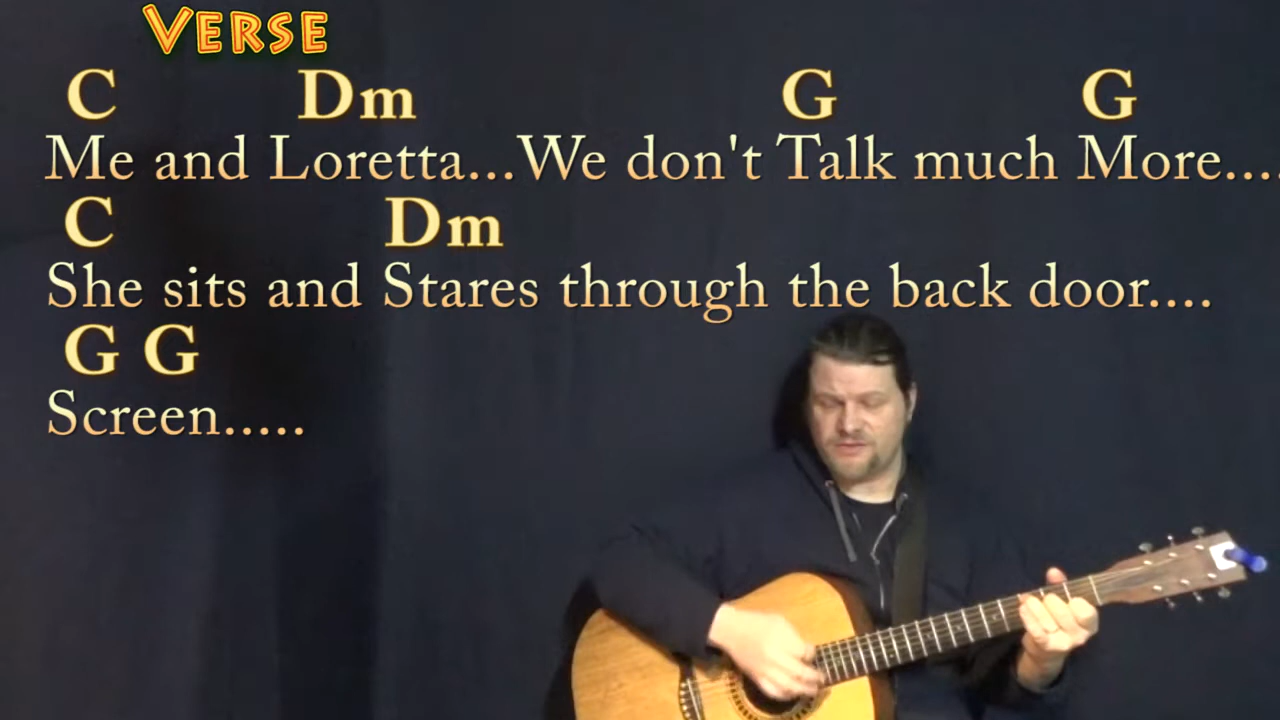 VERSE
C Dm G G
Me and Loretta...We don't Talk much More....
C Dm
She sits and Stares through the back door....
G G
Screen.....